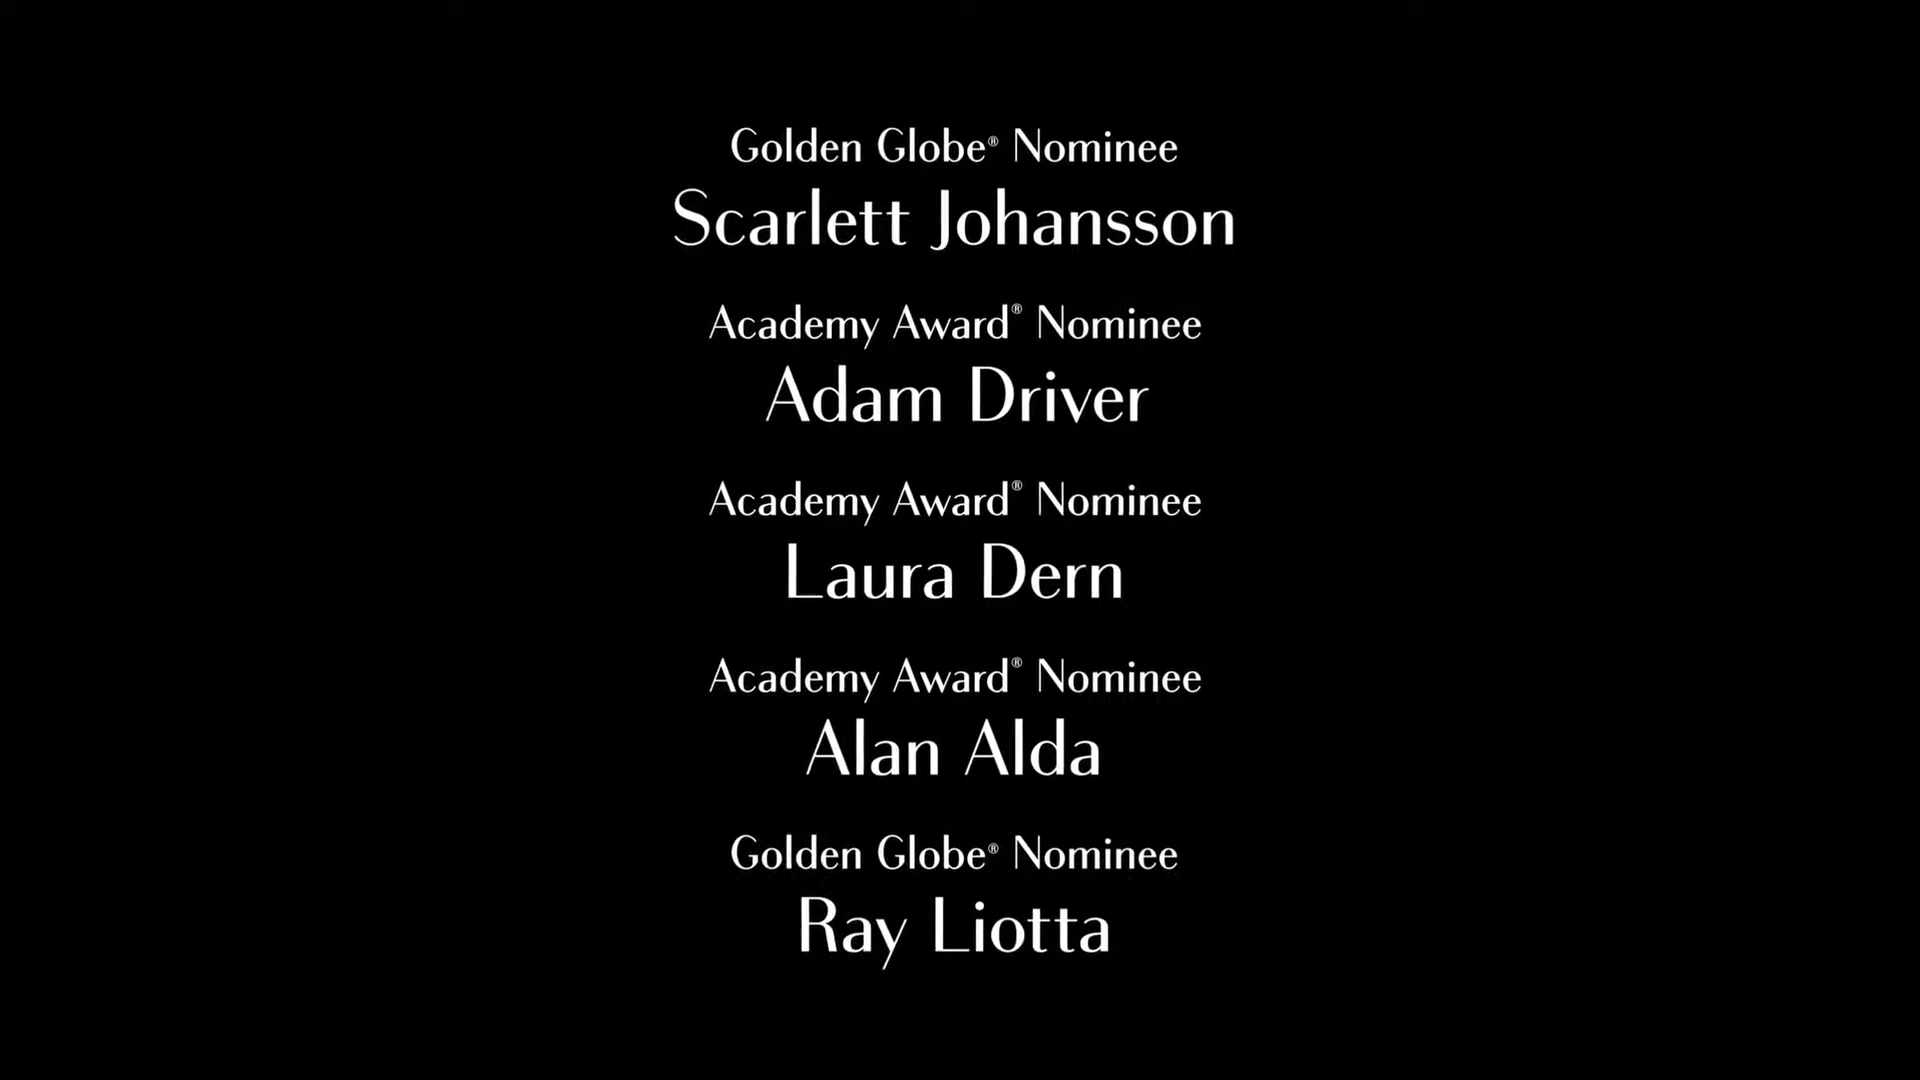 Golden Globe® Nominee
Scarlett Johansson
Academy Award® Nominee
Adam Driver
Academy Award® Nominee
Laura Dern
Academy Award® Nominee
Alan Alda
Golden Globe® Nominee
Ray Liotta